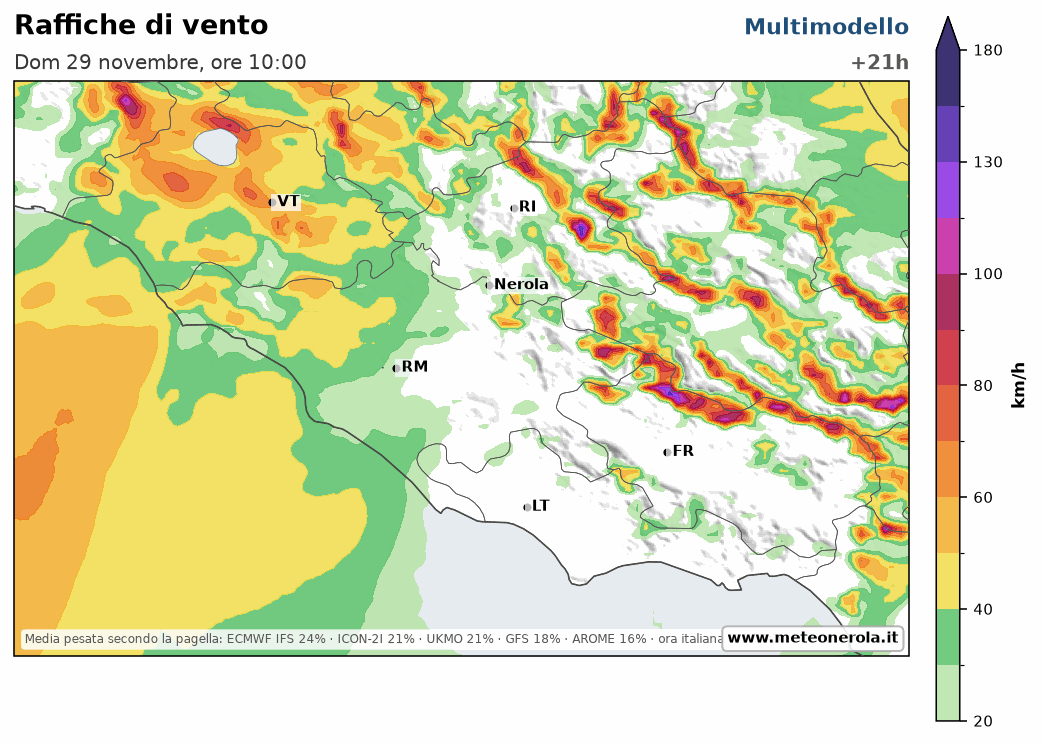 Raffiche di vento
Multimodello
Dom 29 novembre, ore 10:00
+21h
180
130
100
80
60
40
20
km/h
VT
RI
Nerola
RM
FR
LT
Media pesata secondo la pagella: ECMWF IFS 24% · ICON-2I 21% · UKMO 21% · GFS 18% · AROME 16% · ora italiana
www.meteonerola.it